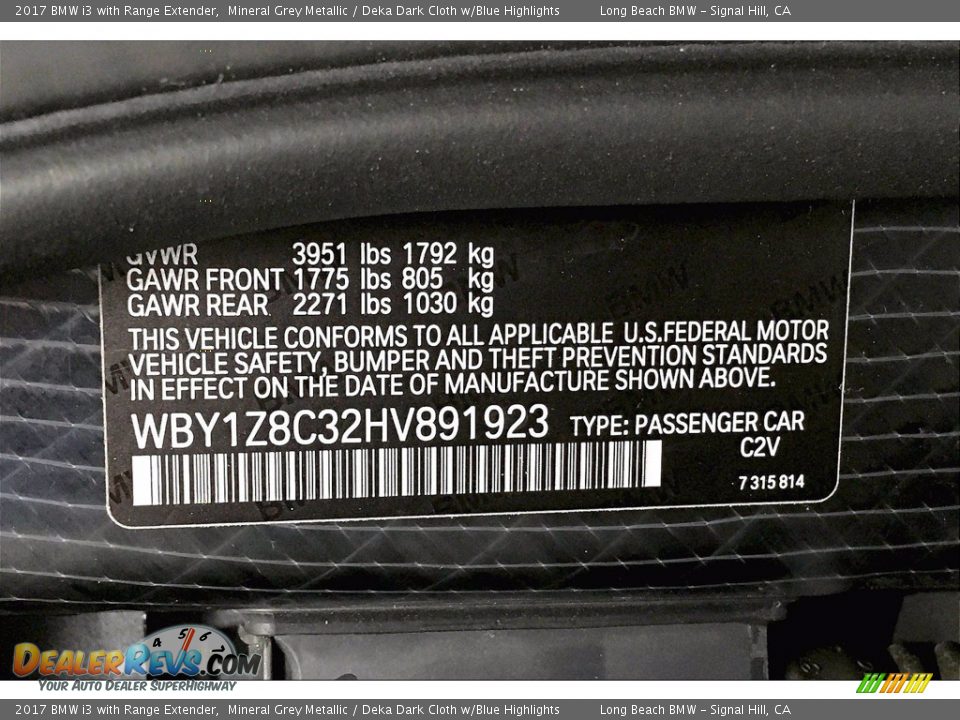 2017 BMW i3 with Range Extender,  Mineral Grey Metallic / Deka Dark Cloth w/Blue Highlights Long Beach BMW - Signal Hill, CA
GVWR 3951 lbs 1792 kg
GAWR FRONT 1775 lbs 805 kg
GAWR REAR 2271 lbs 1030 kg
THIS VEHICLE CONFORMS TO ALL APPLICABLE U.S.FEDERAL MOTOR
VEHICLE SAFETY, BUMPER AND THEFT PREVENTION STANDARDS
IN EFFECT ON THE DATE OF MANUFACTURE SHOWN ABOVE.
WBY1Z8C32HV891923 TYPE: PASSENGER CAR
C2V
7 315 814
4 5 6
DEALERREVS.COM
YOUR AUTO DEALER SUPERHIGHWAY
2017 BMW i3 with Range Extender,  Mineral Grey Metallic / Deka Dark Cloth w/Blue Highlights Long Beach BMW - Signal Hill, CA